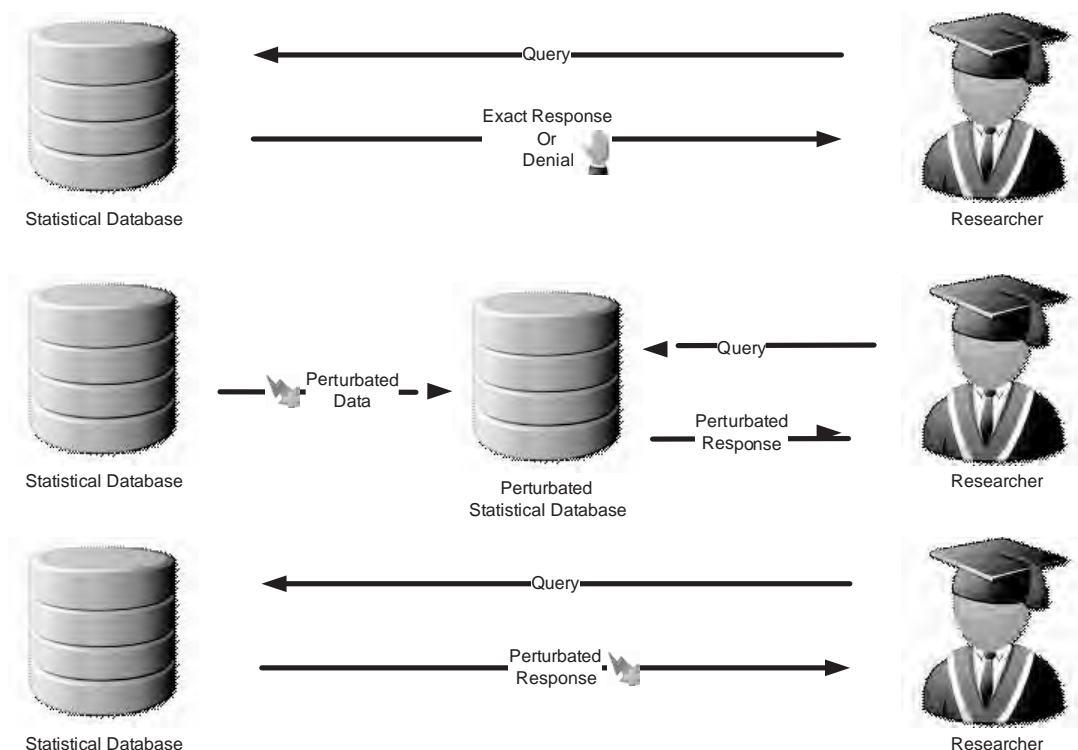 Query
Exact Response
Or
Denial
Statistical Database
Researcher
Query
Perturbated
Data
Perturbated
Response
Statistical Database
Perturbated
Statistical Database
Researcher
Query
Perturbated
Response
Statistical Database
Researcher